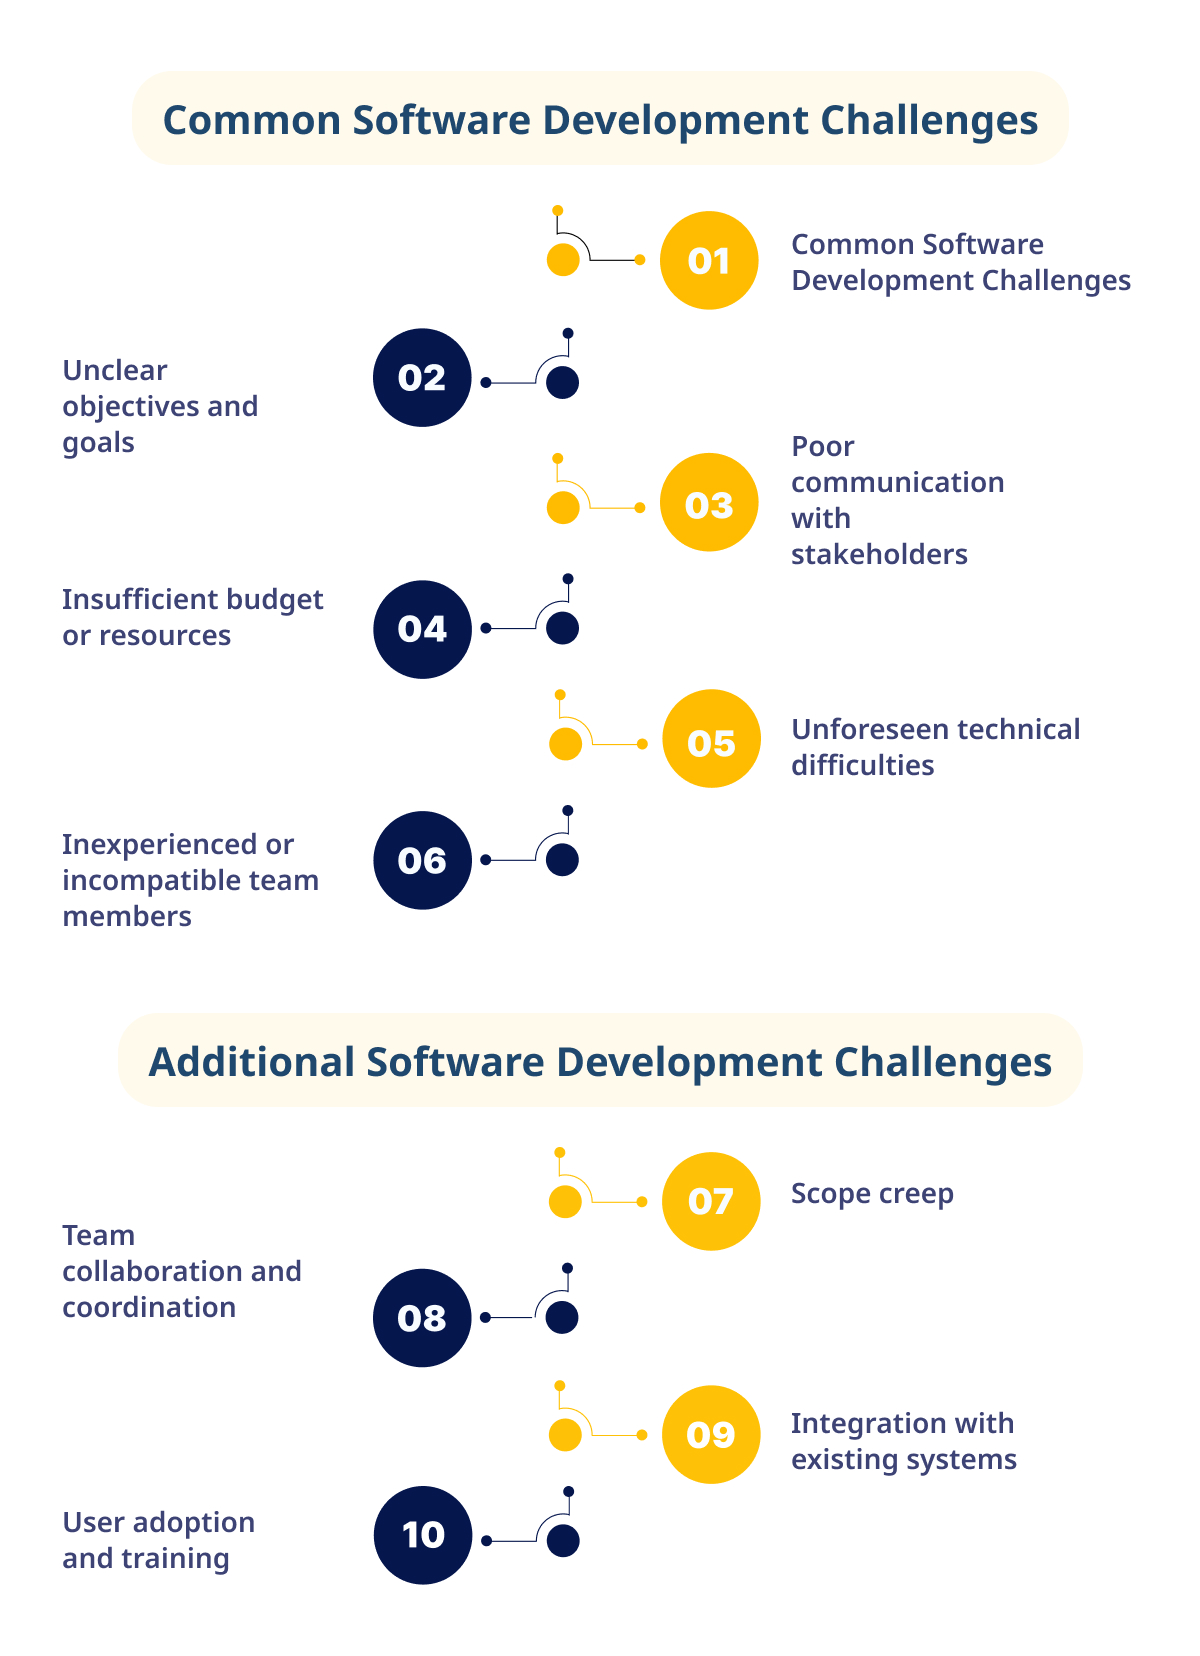 Common Software Development Challenges
01
Common Software
Development Challenges
02
Unclear
objectives and
goals
03
Poor
communication
with
stakeholders
04
Insufficient budget
or resources
05
Unforeseen technical
difficulties
06
Inexperienced or
incompatible team
members
Additional Software Development Challenges
07
Scope creep
08
Team
collaboration and
coordination
09
Integration with
existing systems
10
User adoption
and training